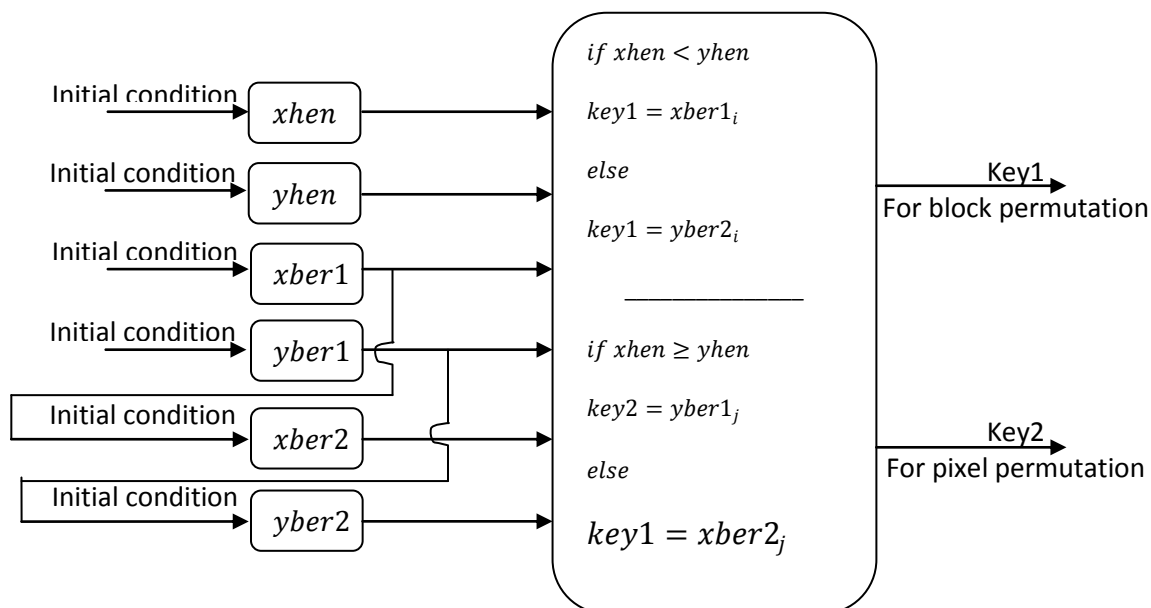 Initial condition
xhen
Initial condition
yhen
Initial condition
xber1
Initial condition
yber1
Initial condition
xber2
Initial condition
yber2
if xhen < yhen
key1 = xber1ᵢ
else
key1 = yber2ᵢ
_______________
if xhen ≥ yhen
key2 = yber1ⱼ
else
key1 = xber2ⱼ
Key1
For block permutation
Key2
For pixel permutation